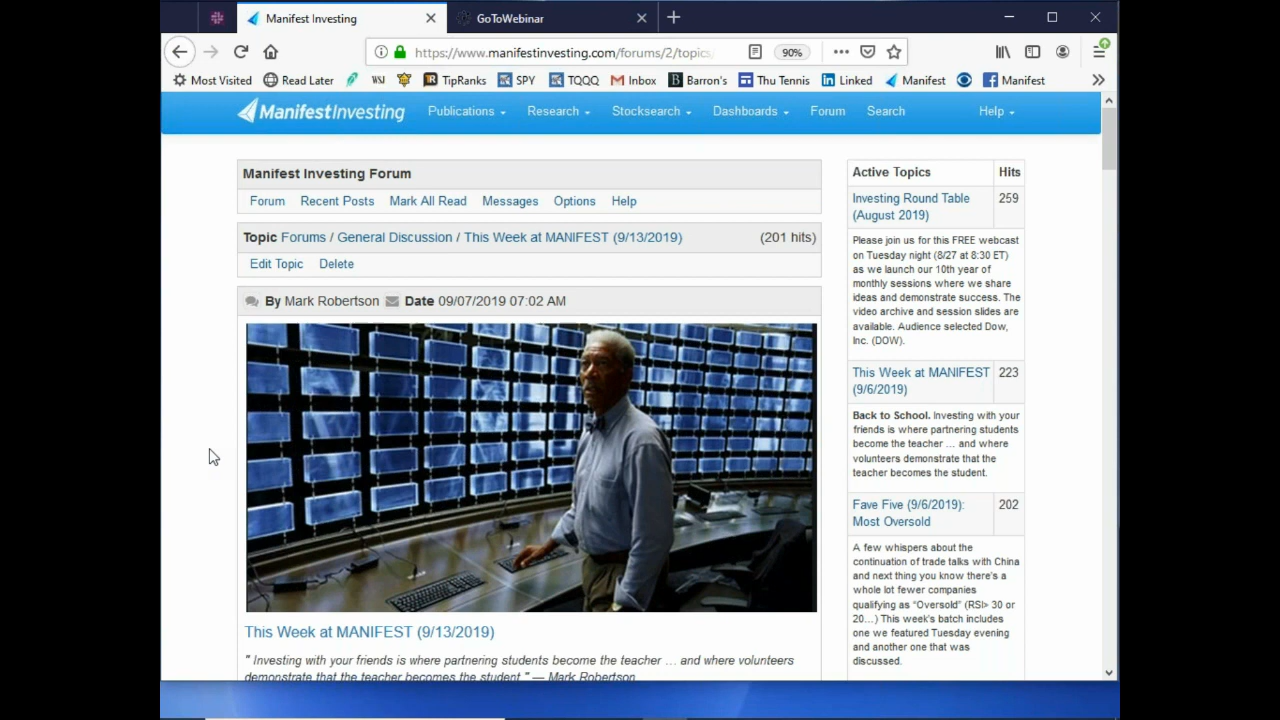 Manifest Investing
GoToWebinar
https://www.manifestinvesting.com/forums/2/topics/
90%
Most Visited
Read Later
WSJ
TipRanks
SPY
TQQQ
Inbox
Barron's
Thu Tennis
Linked
Manifest
Manifest
ManifestInvesting
Publications
Research
Stocksearch
Dashboards
Forum
Search
Help
Manifest Investing Forum
Forum
Recent Posts
Mark All Read
Messages
Options
Help
Topic Forums / General Discussion / This Week at MANIFEST (9/13/2019)
(201 hits)
Edit Topic
Delete
By Mark Robertson
Date 09/07/2019 07:02 AM
This Week at MANIFEST (9/13/2019)
" Investing with your friends is where partnering students become the teacher … and where volunteers
demonstrate that the teacher becomes the student." — Mark Robertson
Active Topics
Hits
Investing Round Table
(August 2019)
259
Please join us for this FREE webcast
on Tuesday night (8/27 at 8:30 ET)
as we launch our 10th year of
monthly sessions where we share
ideas and demonstrate success. The
video archive and session slides are
available. Audience selected Dow,
Inc. (DOW).
This Week at MANIFEST
(9/6/2019)
223
Back to School. Investing with your
friends is where partnering students
become the teacher … and where
volunteers demonstrate that the
teacher becomes the student.
Fave Five (9/6/2019):
Most Oversold
202
A few whispers about the
continuation of trade talks with China
and next thing you know there's a
whole lot fewer companies
qualifying as "Oversold" (RSI> 30 or
20…) This week's batch includes
one we featured Tuesday evening
and another one that was
discussed.